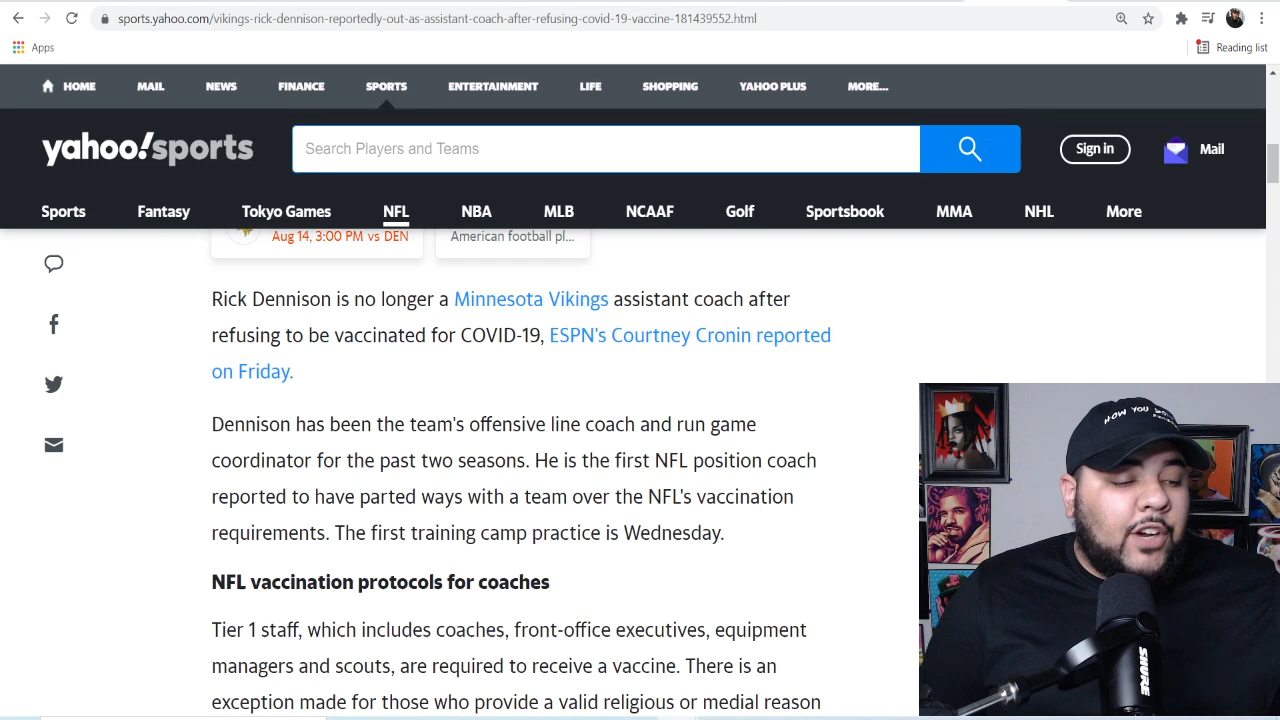 sports.yahoo.com/vikings-rick-dennison-reportedly-out-as-assistant-coach-after-refusing-covid-19-vaccine-181439552.html
Apps
Reading list
HOME MAIL NEWS FINANCE SPORTS ENTERTAINMENT LIFE SHOPPING YAHOO PLUS MORE...
yahoo!sports
Search Players and Teams
Sign in
Mail
Sports Fantasy Tokyo Games NFL NBA MLB NCAAF Golf Sportsbook MMA NHL More
Aug 14, 3:00 PM vs DEN
American football pl...
Rick Dennison is no longer a Minnesota Vikings assistant coach after
refusing to be vaccinated for COVID-19, ESPN's Courtney Cronin reported
on Friday.
Dennison has been the team's offensive line coach and run game
coordinator for the past two seasons. He is the first NFL position coach
reported to have parted ways with a team over the NFL's vaccination
requirements. The first training camp practice is Wednesday.
NFL vaccination protocols for coaches
Tier 1 staff, which includes coaches, front-office executives, equipment
managers and scouts, are required to receive a vaccine. There is an
exception made for those who provide a valid religious or medial reason
HOW YOU
SHURE